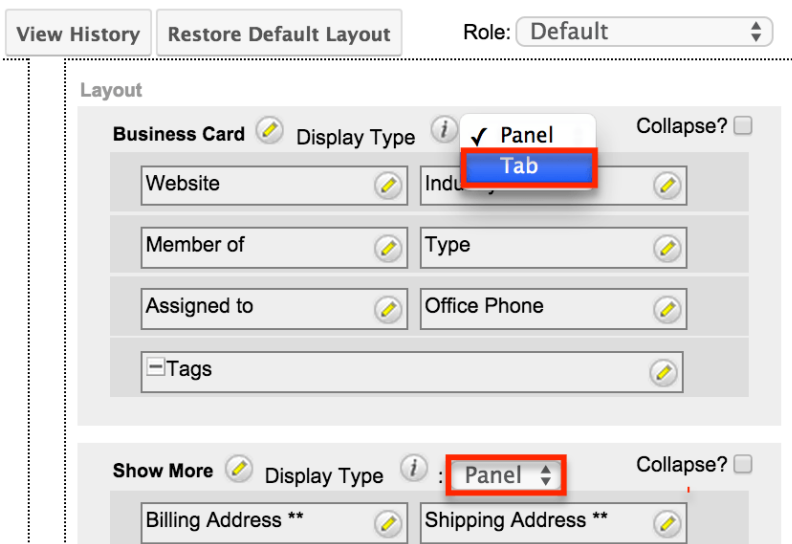 View History Restore Default Layout Role: Default
Layout
Business Card Display Type i ✓ Panel Collapse?
Tab
Website
Member of Type
Assigned to Office Phone
Tags
Show More Display Type i : Panel Collapse?
Billing Address ** Shipping Address **